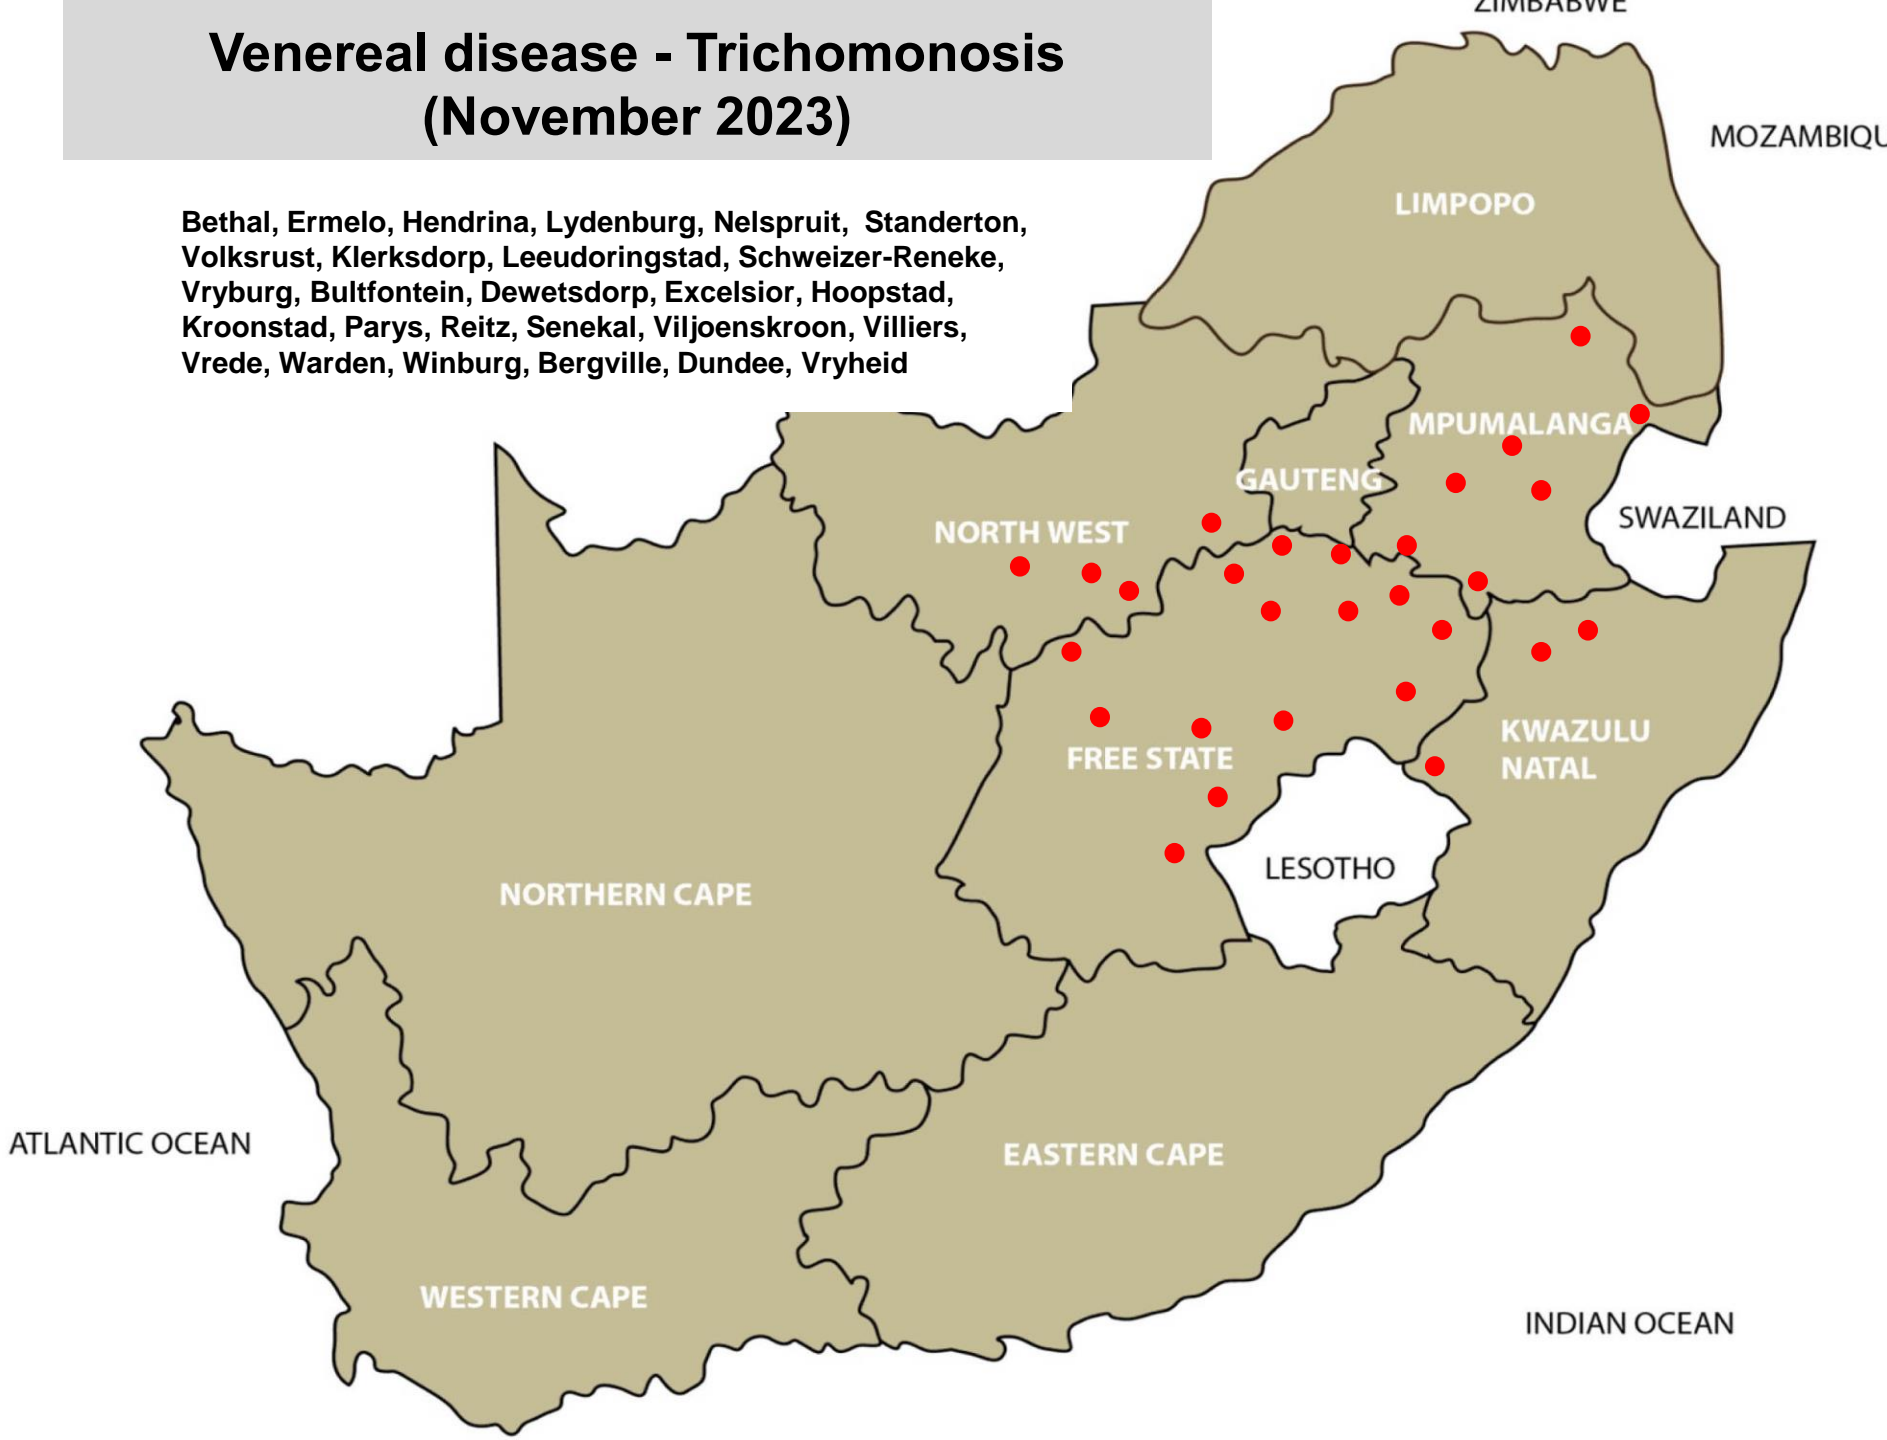 ZIMBABWE
Venereal disease - Trichomonosis
(November 2023)
MOZAMBIQU
Bethal, Ermelo, Hendrina, Lydenburg, Nelspruit, Standerton,
Volksrust, Klerksdorp, Leeudoringstad, Schweizer-Reneke,
Vryburg, Bultfontein, Dewetsdorp, Excelsior, Hoopstad,
Kroonstad, Parys, Reitz, Senekal, Viljoenskroon, Villiers,
Vrede, Warden, Winburg, Bergville, Dundee, Vryheid
LIMPOPO
MPUMALANGA
GAUTENG
SWAZILAND
NORTH WEST
KWAZULU
NATAL
FREE STATE
LESOTHO
NORTHERN CAPE
ATLANTIC OCEAN
EASTERN CAPE
WESTERN CAPE
INDIAN OCEAN